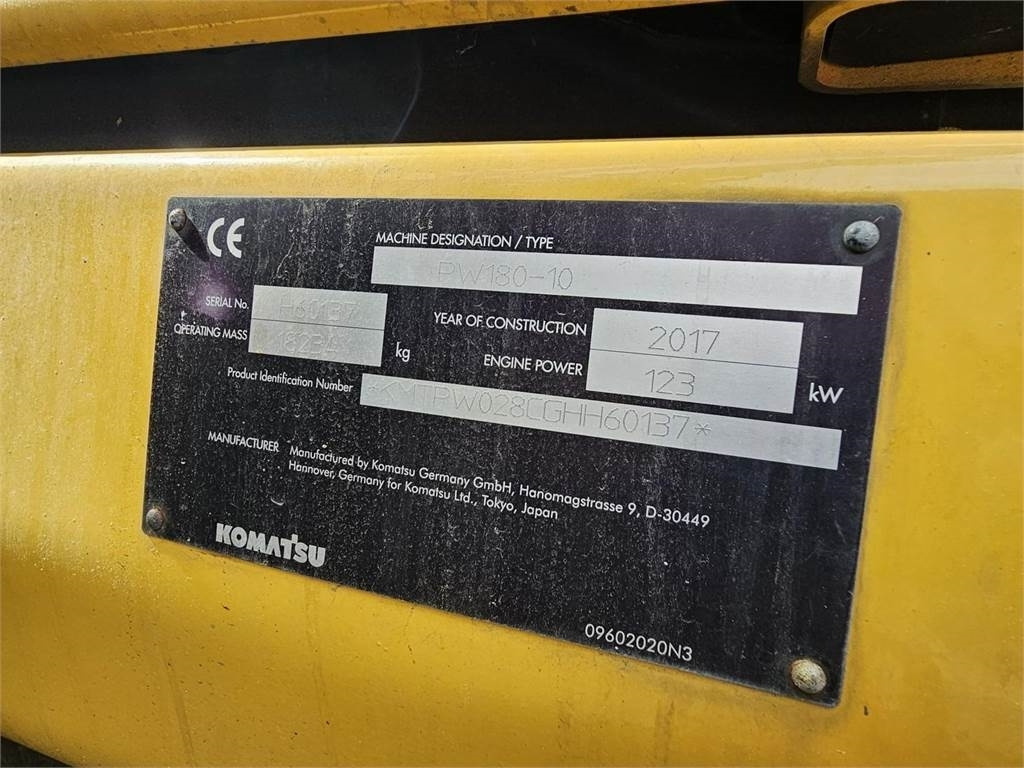 CE
MACHINE DESIGNATION / TYPE
PW180-10
SERIAL No. H60137
OPERATING MASS kg
YEAR OF CONSTRUCTION 2017
ENGINE POWER 123 kW
Product Identification Number *KMTPW028CGHH60137*
MANUFACTURER Manufactured by Komatsu Germany GmbH, Hanomagstrasse 9, D-30449
Hannover, Germany for Komatsu Ltd., Tokyo, Japan
KOMATSU
09602020N3